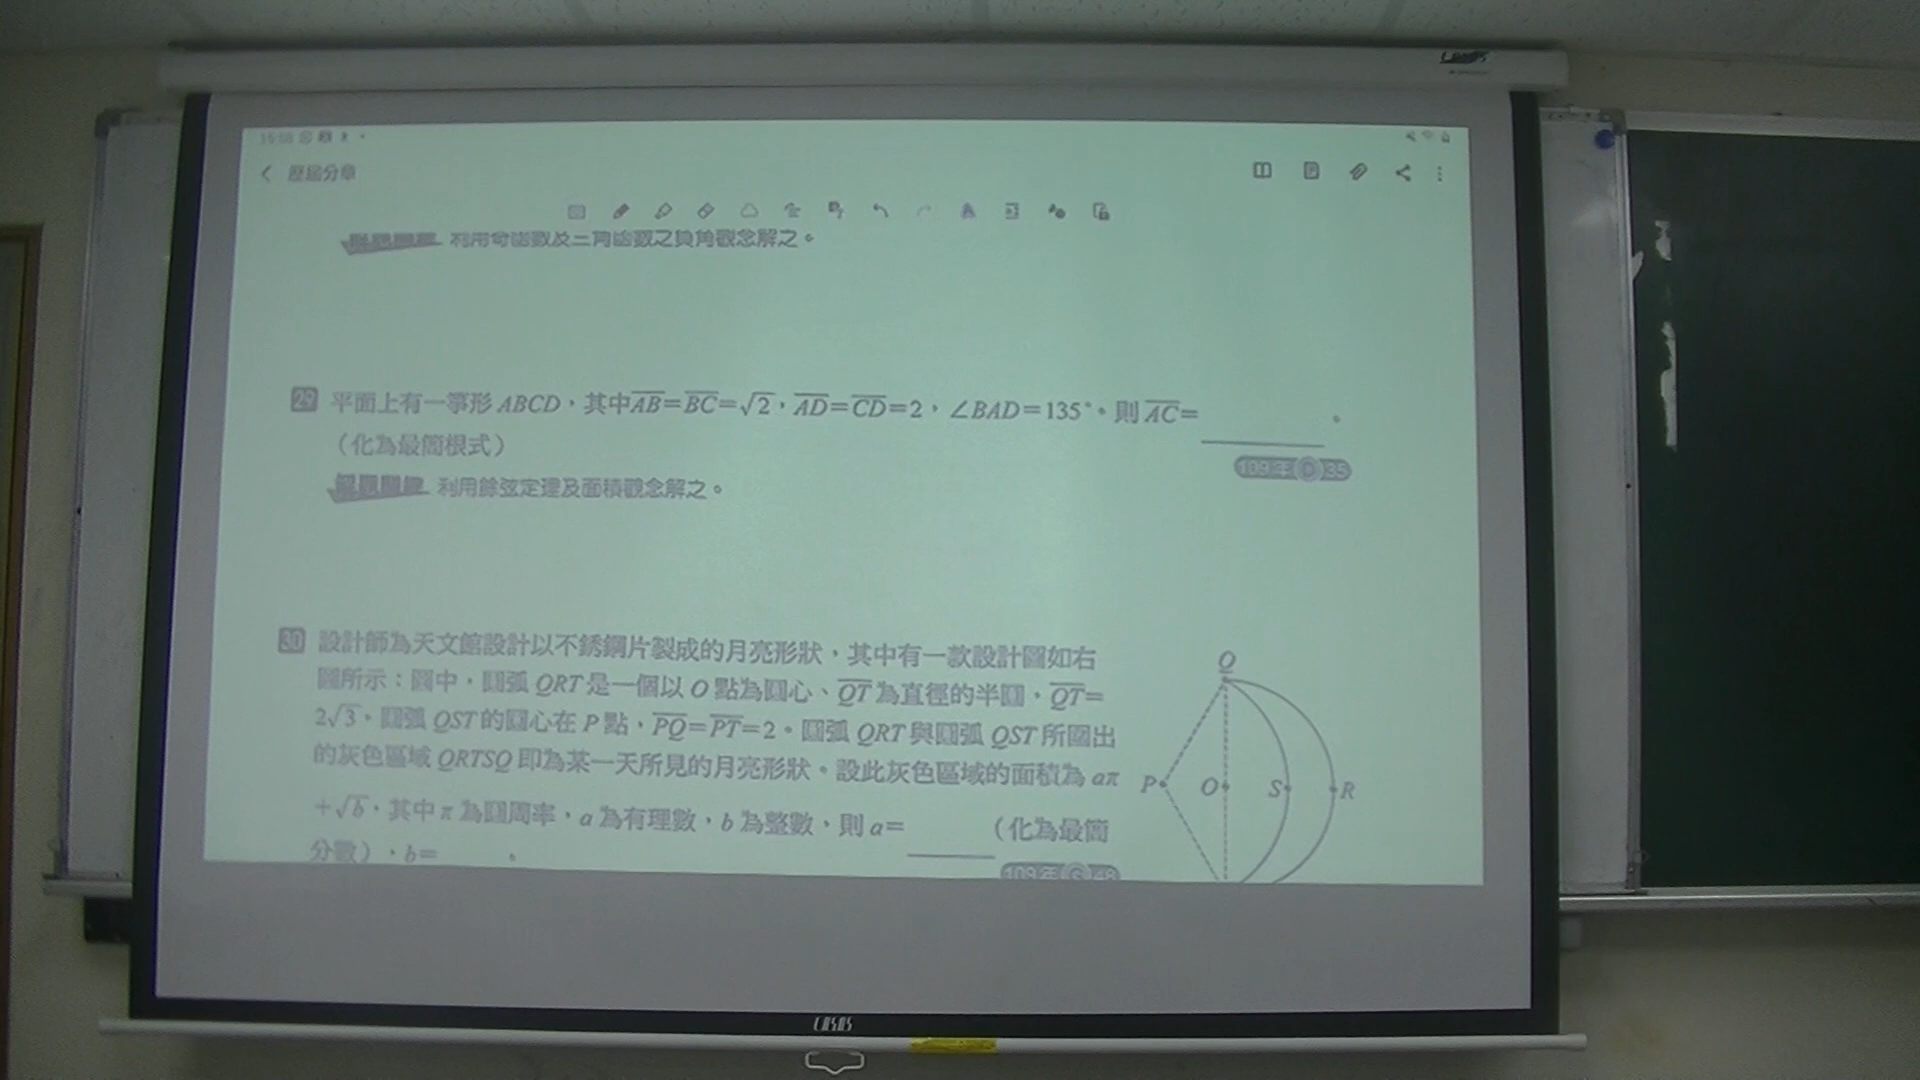 歷屆分章
利用奇函數及三角函數之負角觀念解之。
29 平面上有一箏形 ABCD，其中AB=BC=√2，AD=CD=2，∠BAD=135°。則AC= 。
（化為最簡根式）
109年 D 35
利用餘弦定理及面積觀念解之。
30 設計師為天文館設計以不銹鋼片製成的月亮形狀，其中有一款設計圖如右
圖所示：圖中，圓弧 QRT 是一個以 O 點為圓心、QT 為直徑的半圓，QT=
2√3。圓弧 QST 的圓心在 P 點，PQ=PT=2。圓弧 QRT 與圓弧 QST 所圍出
的灰色區域 QRTSQ 即為某一天所見的月亮形狀。設此灰色區域的面積為 aπ
+√b，其中 π 為圓周率，a 為有理數，b 為整數，則 a= （化為最簡
分數），b= 。
109年 G 48
Q
P
O
S
R